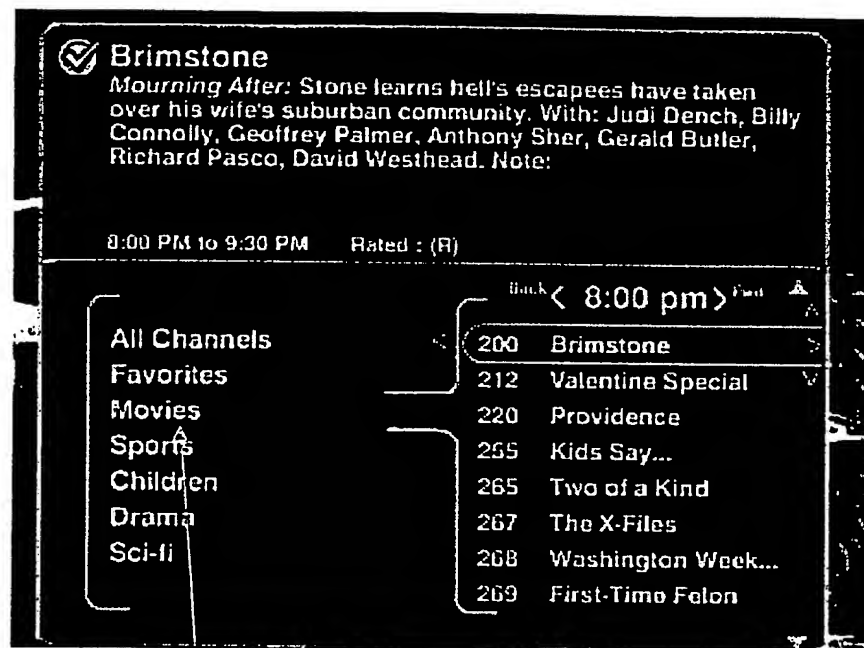 Brimstone
Mourning After: Stone learns hell's escapees have taken
over his wife's suburban community. With: Judi Dench, Billy
Connolly, Geoffrey Palmer, Anthony Sher, Gerald Butler,
Richard Pasco, David Westhead. Note:
8:00 PM to 9:30 PM Rated : (R)
Back < 8:00 pm > Fwd
All Channels
Favorites
Movies
Sports
Children
Drama
Sci-fi
200 Brimstone
212 Valentine Special
220 Providence
255 Kids Say...
265 Two of a Kind
267 The X-Files
268 Washington Week...
269 First-Time Felon